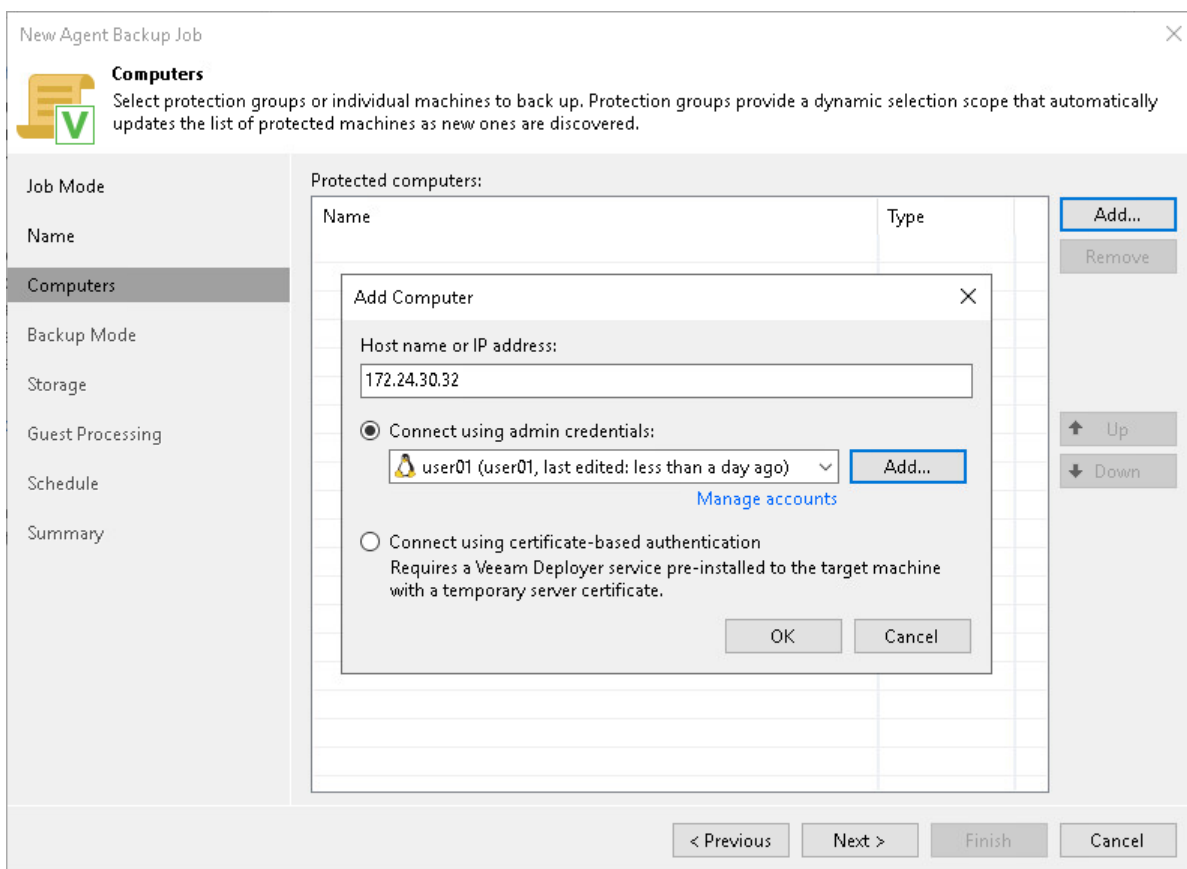 New Agent Backup Job
Computers
Select protection groups or individual machines to back up. Protection groups provide a dynamic selection scope that automatically
updates the list of protected machines as new ones are discovered.
Job Mode
Name
Computers
Backup Mode
Storage
Guest Processing
Schedule
Summary
Protected computers:
Name Type
Add...
Remove
Up
Down
Add Computer
Host name or IP address:
172.24.30.32
Connect using admin credentials:
user01 (user01, last edited: less than a day ago) Add...
Manage accounts
Connect using certificate-based authentication
Requires a Veeam Deployer service pre-installed to the target machine
with a temporary server certificate.
OK Cancel
< Previous Next > Finish Cancel